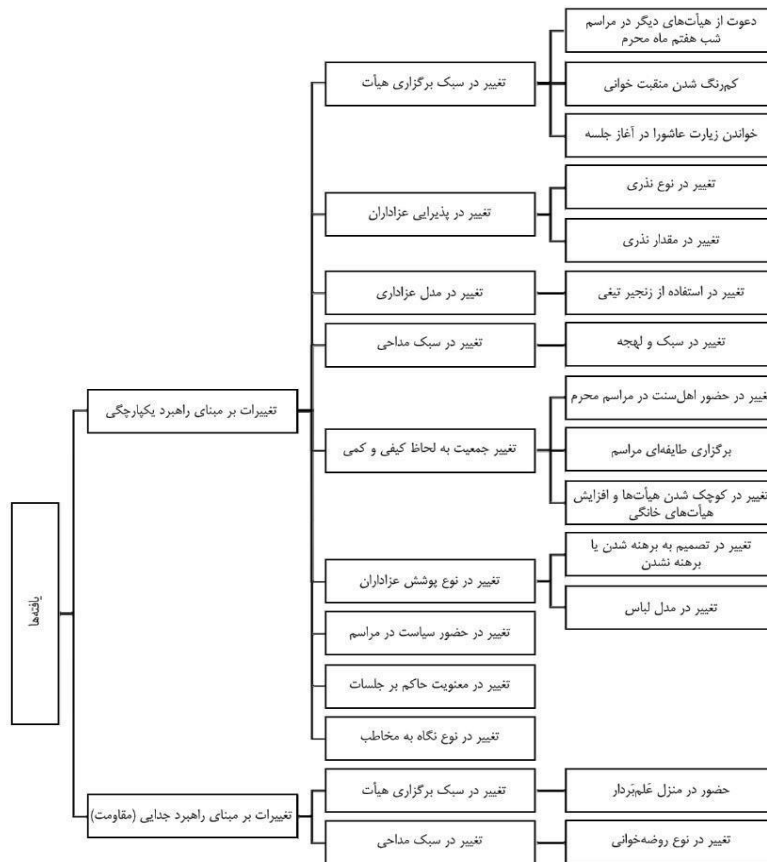 یافته‌ها
تغییرات بر مبنای راهبرد یکپارچگی
تغییر در سبک برگزاری هیأت
دعوت از هیأت‌های دیگر در مراسم
شب هفتم ماه محرم
کم‌رنگ شدن منقبت خوانی
خواندن زیارت عاشورا در آغاز جلسه
تغییر در پذیرایی عزاداران
تغییر در نوع نذری
تغییر در مقدار نذری
تغییر در مدل عزاداری
تغییر در استفاده از زنجیر تیغی
تغییر در سبک مداحی
تغییر در سبک و لهجه
تغییر جمعیت به لحاظ کیفی و کمی
تغییر در حضور اهل‌سنت در مراسم محرم
برگزاری طایفه‌ای مراسم
تغییر در کوچک شدن هیأت‌ها و افزایش
هیأت‌های خانگی
تغییر در نوع پوشش عزاداران
تغییر در تصمیم به برهنه شدن یا
برهنه نشدن
تغییر در مدل لباس
تغییر در حضور سیاست در مراسم
تغییر در معنویت حاکم بر جلسات
تغییر در نوع نگاه به مخاطب
تغییرات بر مبنای راهبرد جدایی (مقاومت)
تغییر در سبک برگزاری هیأت
حضور در منزل عَلم‌بَردار
تغییر در سبک مداحی
تغییر در نوع روضه‌خوانی